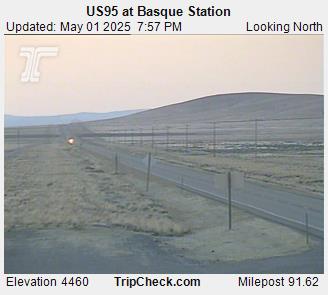 US95 at Basque Station
Updated: May 01 2025 7:57 PM Looking North
Elevation 4460 TripCheck.com Milepost 91.62